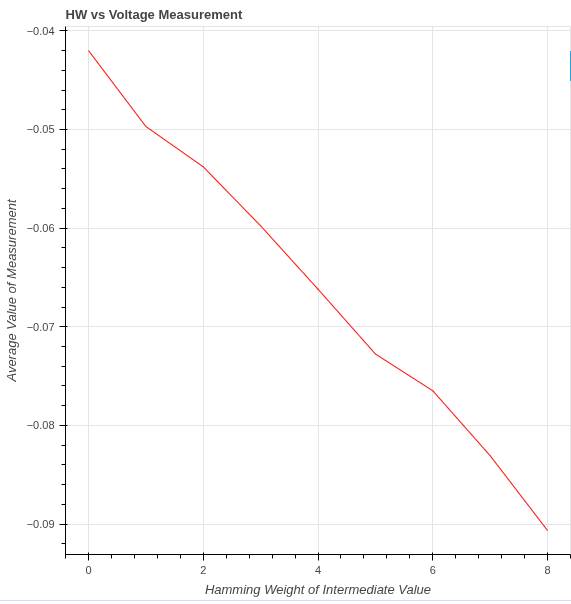 HW vs Voltage Measurement
−0.04
−0.05
−0.06
−0.07
−0.08
−0.09
Average Value of Measurement
0 2 4 6 8
Hamming Weight of Intermediate Value